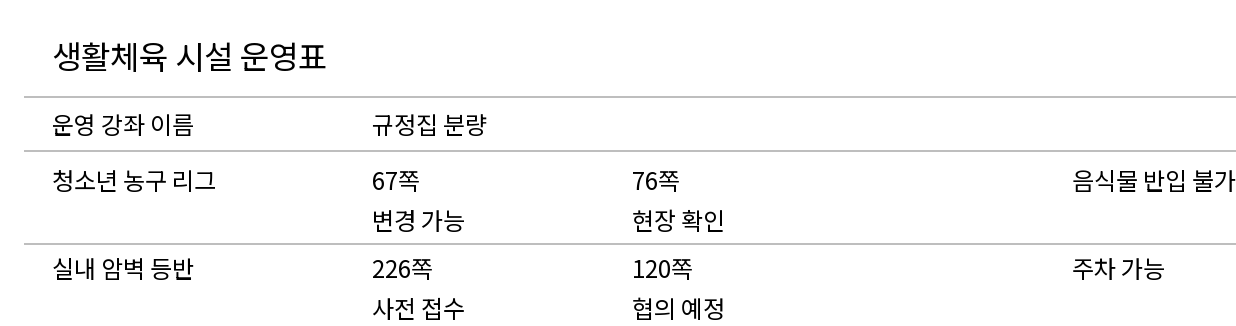 생활체육 시설 운영표
운영 강좌 이름 규정집 분량
청소년 농구 리그 67쪽 76쪽 음식물 반입 불가
변경 가능 현장 확인
실내 암벽 등반 226쪽 120쪽 주차 가능
사전 접수 협의 예정